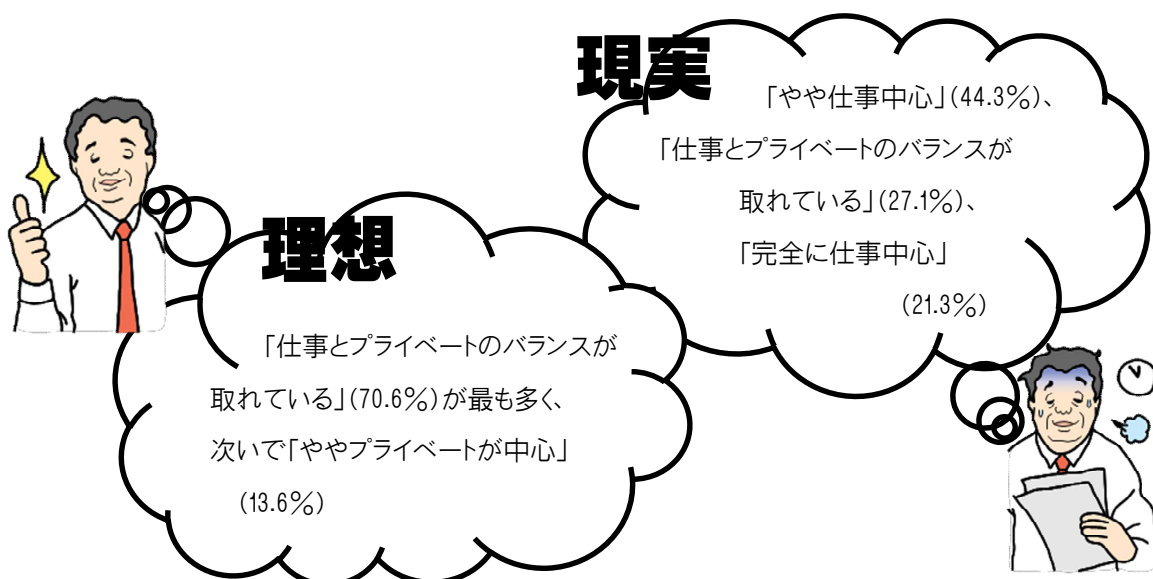 現実
「やや仕事中心」(44.3%)、
「仕事とプライベートのバランスが
取れている」(27.1%)、
「完全に仕事中心」
(21.3%)
理想
「仕事とプライベートのバランスが
取れている」(70.6%)が最も多く、
次いで「ややプライベートが中心」
(13.6%)